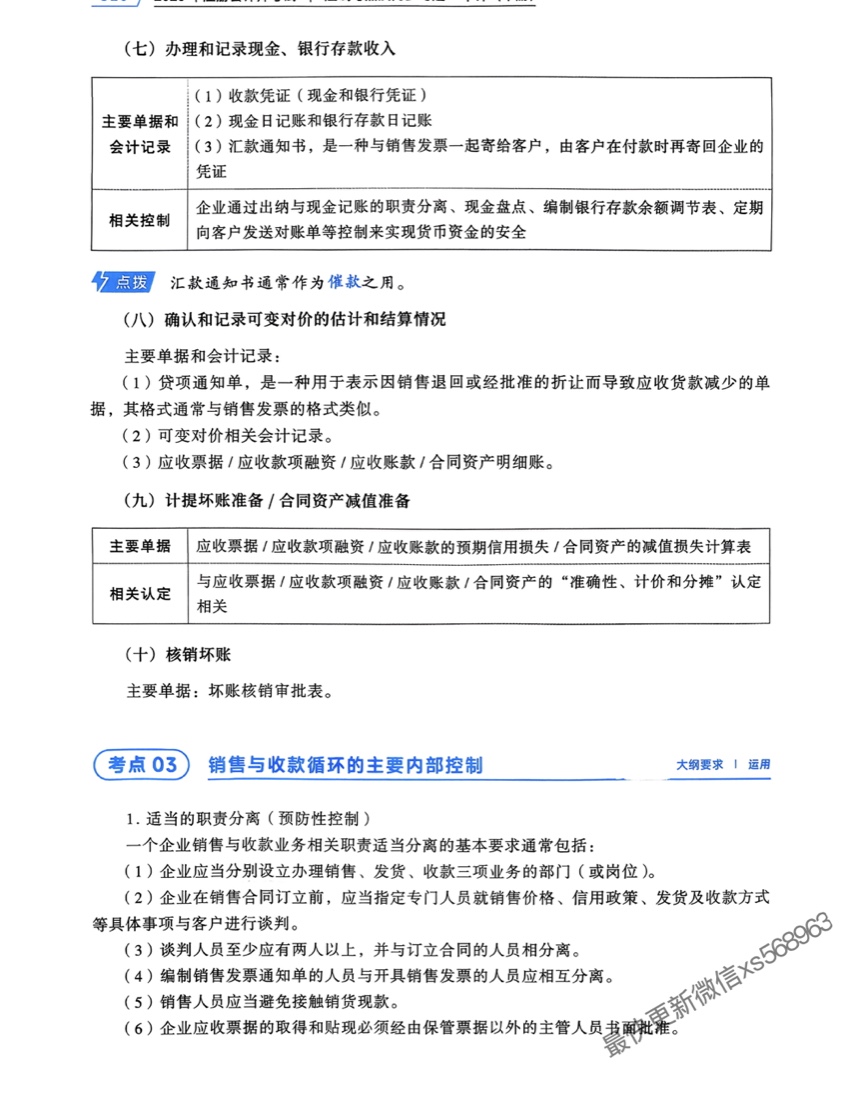 （七）办理和记录现金、银行存款收入
主要单据和
会计记录
（1）收款凭证（现金和银行凭证）
（2）现金日记账和银行存款日记账
（3）汇款通知书，是一种与销售发票一起寄给客户，由客户在付款时再寄回企业的
凭证
相关控制
企业通过出纳与现金记账的职责分离、现金盘点、编制银行存款余额调节表、定期
向客户发送对账单等控制来实现货币资金的安全
点拨 汇款通知书通常作为催款之用。
（八）确认和记录可变对价的估计和结算情况
主要单据和会计记录：
（1）贷项通知单，是一种用于表示因销售退回或经批准的折让而导致应收货款减少的单
据，其格式通常与销售发票的格式类似。
（2）可变对价相关会计记录。
（3）应收票据/应收款项融资/应收账款/合同资产明细账。
（九）计提坏账准备/合同资产减值准备
主要单据 应收票据/应收款项融资/应收账款的预期信用损失/合同资产的减值损失计算表
相关认定
与应收票据/应收款项融资/应收账款/合同资产的“准确性、计价和分摊”认定
相关
（十）核销坏账
主要单据：坏账核销审批表。
考点 03 销售与收款循环的主要内部控制 大纲要求 | 运用
1. 适当的职责分离（预防性控制）
一个企业销售与收款业务相关职责适当分离的基本要求通常包括：
（1）企业应当分别设立办理销售、发货、收款三项业务的部门（或岗位）。
（2）企业在销售合同订立前，应当指定专门人员就销售价格、信用政策、发货及收款方式
等具体事项与客户进行谈判。
（3）谈判人员至少应有两人以上，并与订立合同的人员相分离。
（4）编制销售发票通知单的人员与开具销售发票的人员应相互分离。
（5）销售人员应当避免接触销货现款。
（6）企业应收票据的取得和贴现必须经由保管票据以外的主管人员书面批准。
最快更新微信xs568963